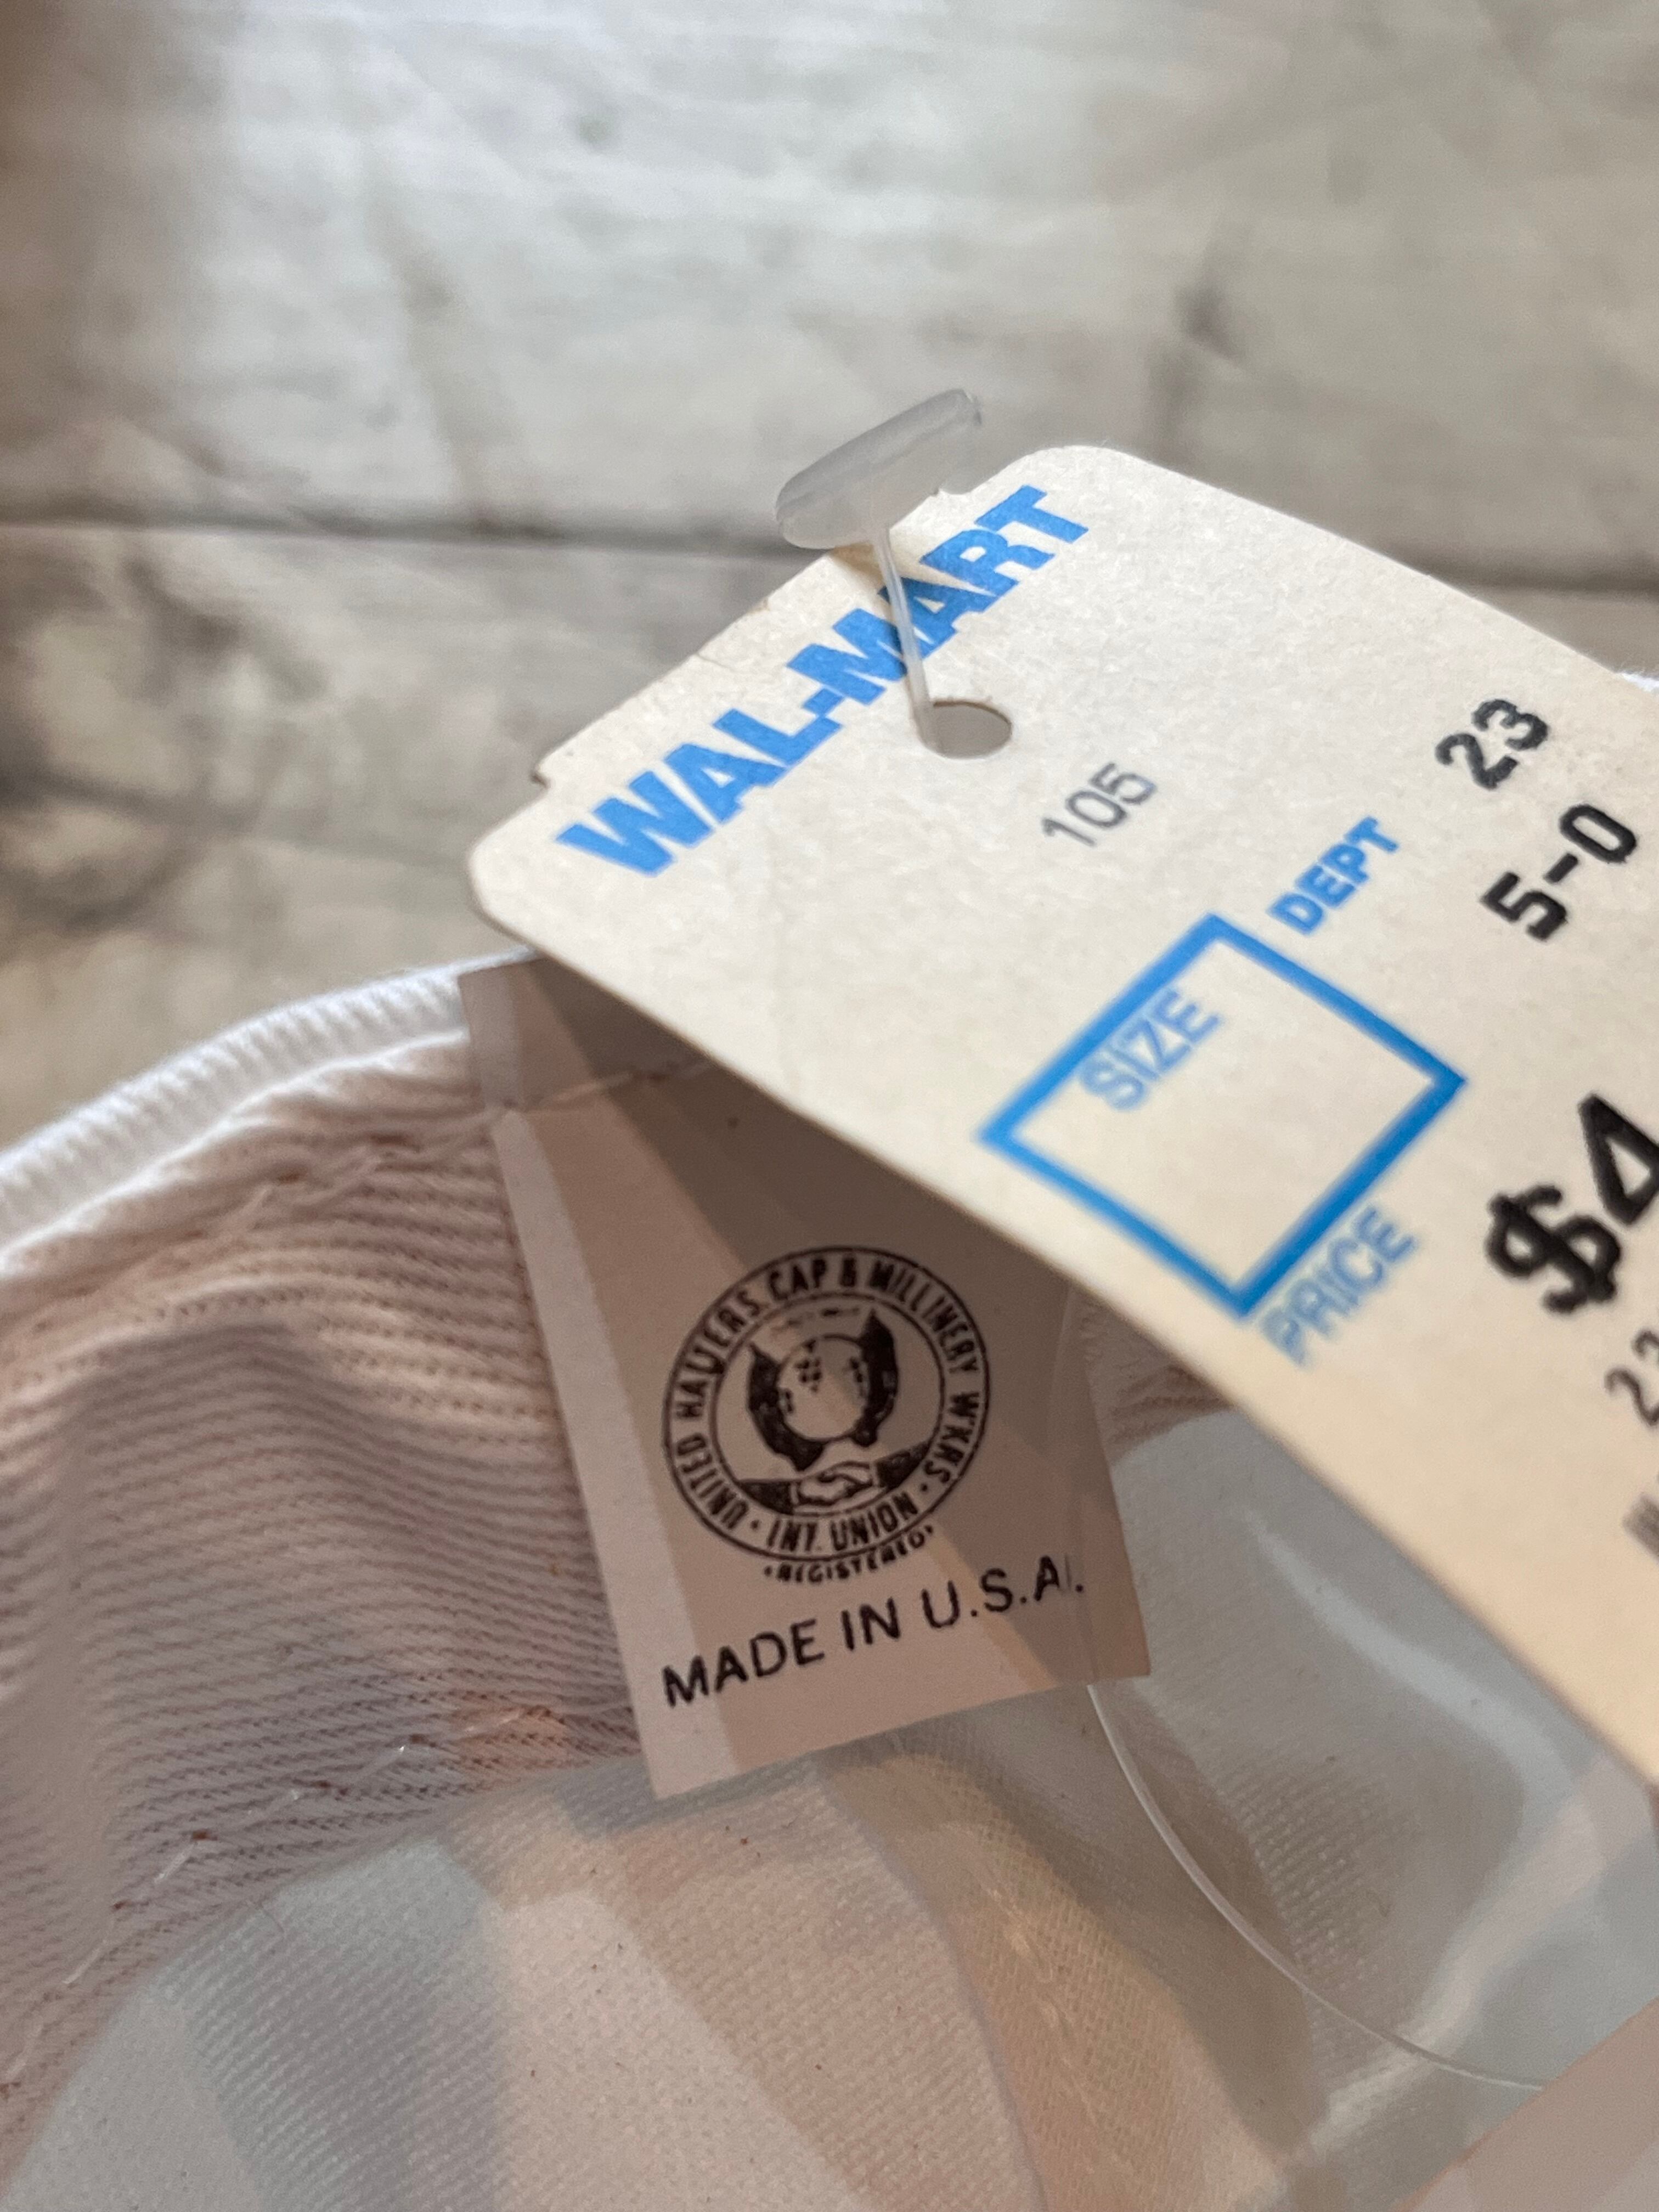 WAL-MART
105
DEPT 23
5-0
SIZE
PRICE $4
UNITED HATTERS CAP & MILLINERY WKRS • INT. UNION •
• REGISTERED •
MADE IN U.S.A.